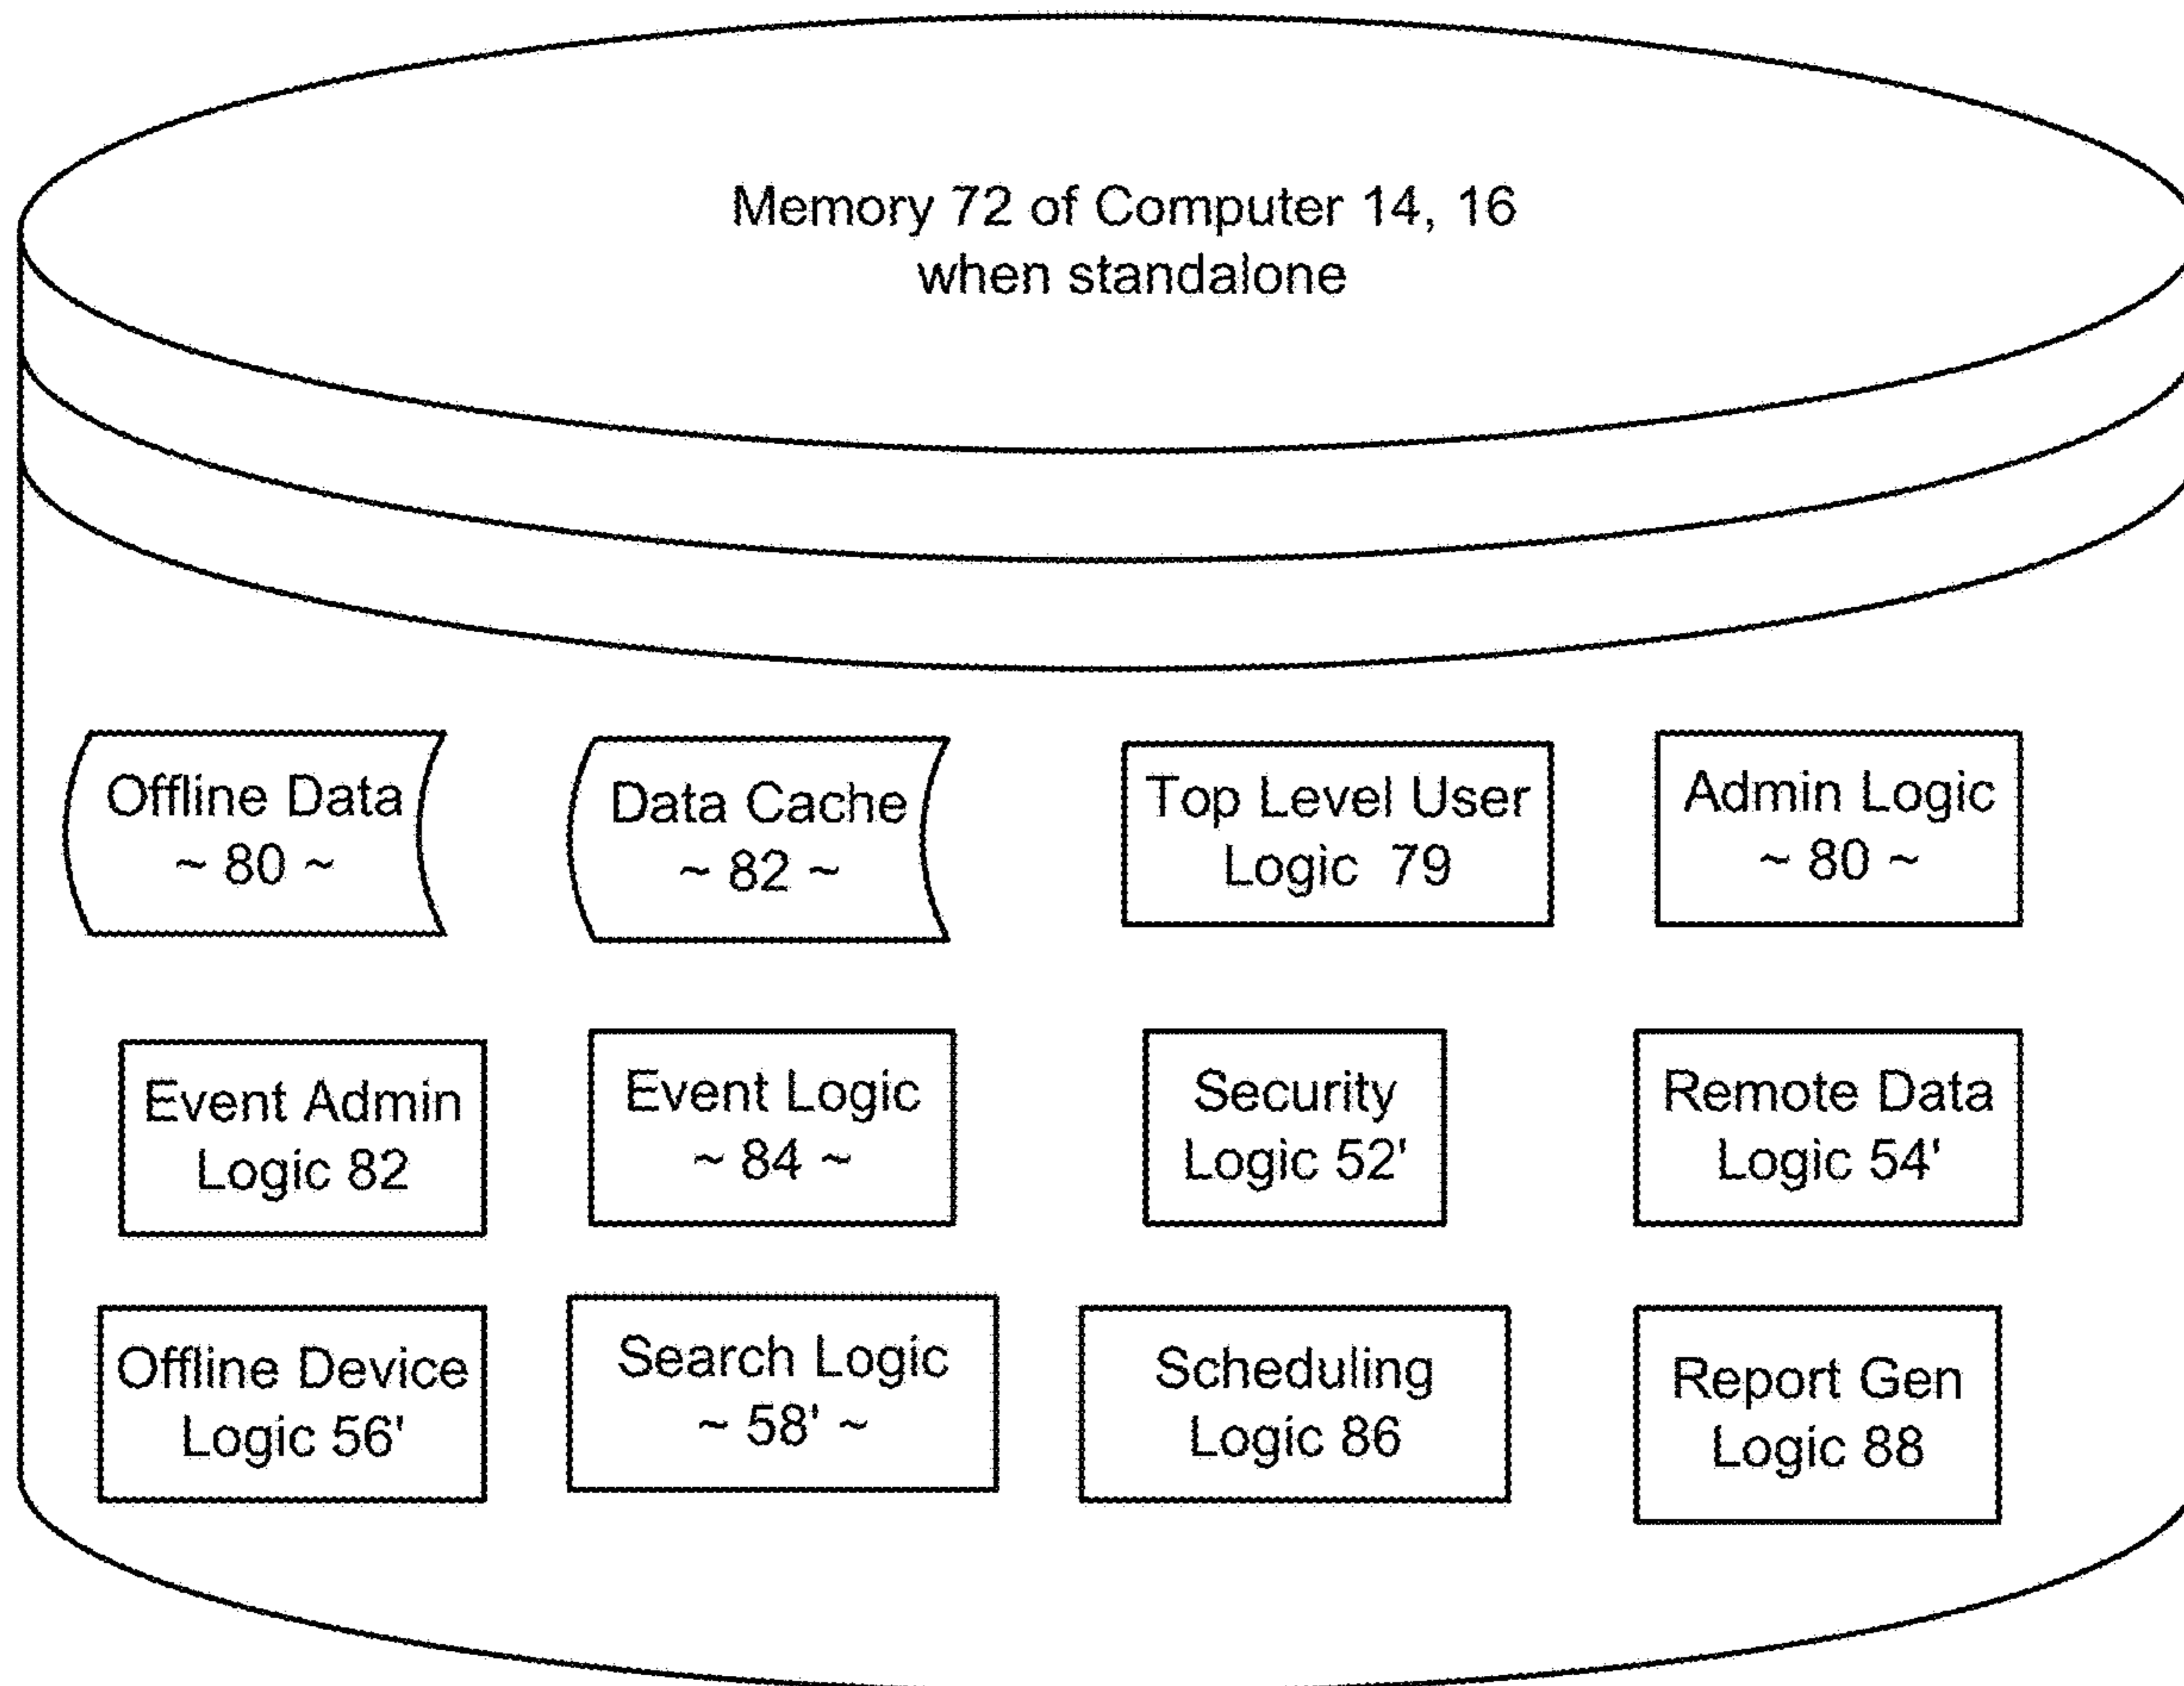 Memory 72 of Computer 14, 16
when standalone
Offline Data
~ 80 ~
Data Cache
~ 82 ~
Top Level User
Logic 79
Admin Logic
~ 80 ~
Event Admin
Logic 82
Event Logic
~ 84 ~
Security
Logic 52'
Remote Data
Logic 54'
Offline Device
Logic 56'
Search Logic
~ 58' ~
Scheduling
Logic 86
Report Gen
Logic 88